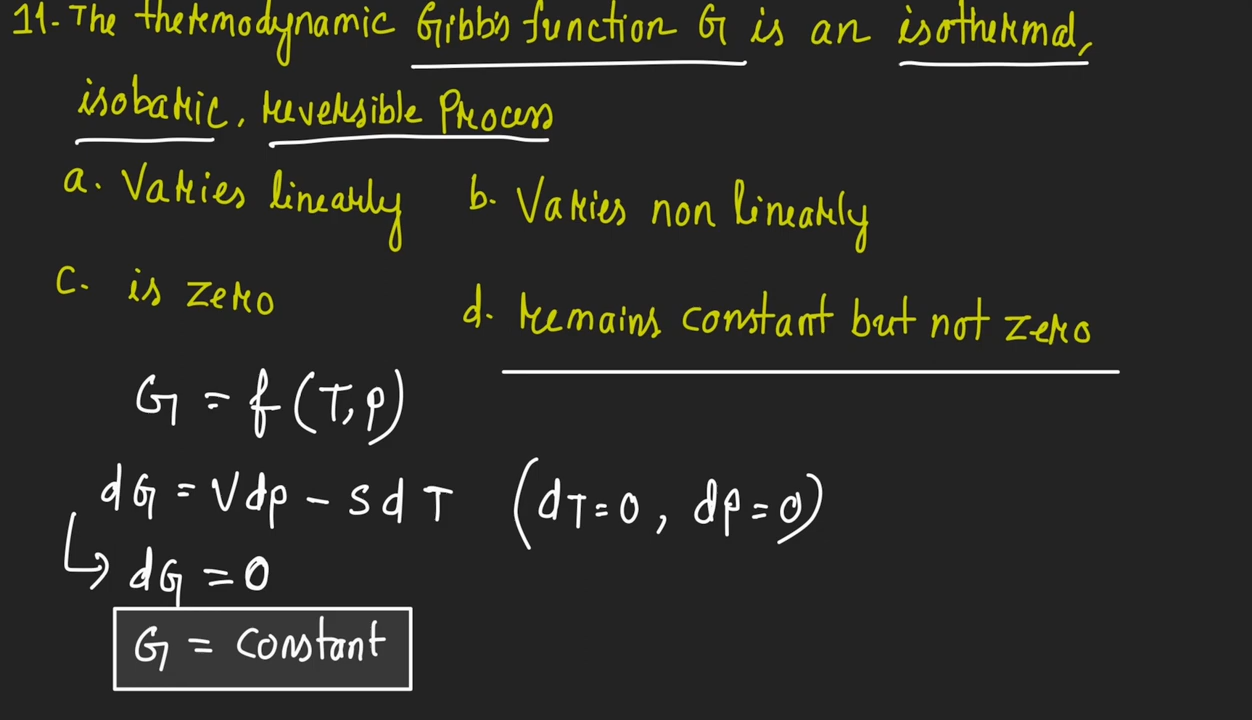 11. The thermodynamic Gibb's function G is an isothermal,
isobaric, reversible Process
a. Varies linearly b. Varies non linearly
c. is zero d. remains constant but not zero
G = f(T,P)
dG = Vdp - SdT (dT=0, dp=0)
↳ dG = 0
G = constant